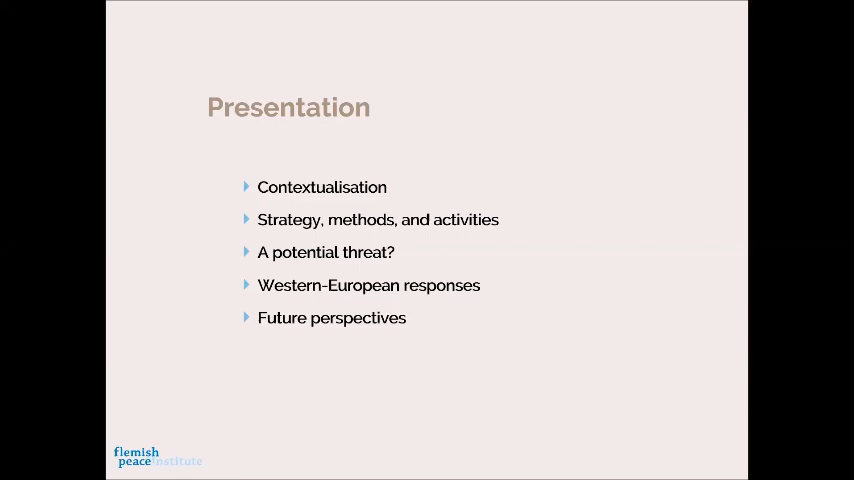 Presentation
Contextualisation
Strategy, methods, and activities
A potential threat?
Western-European responses
Future perspectives
flemish
peace institute